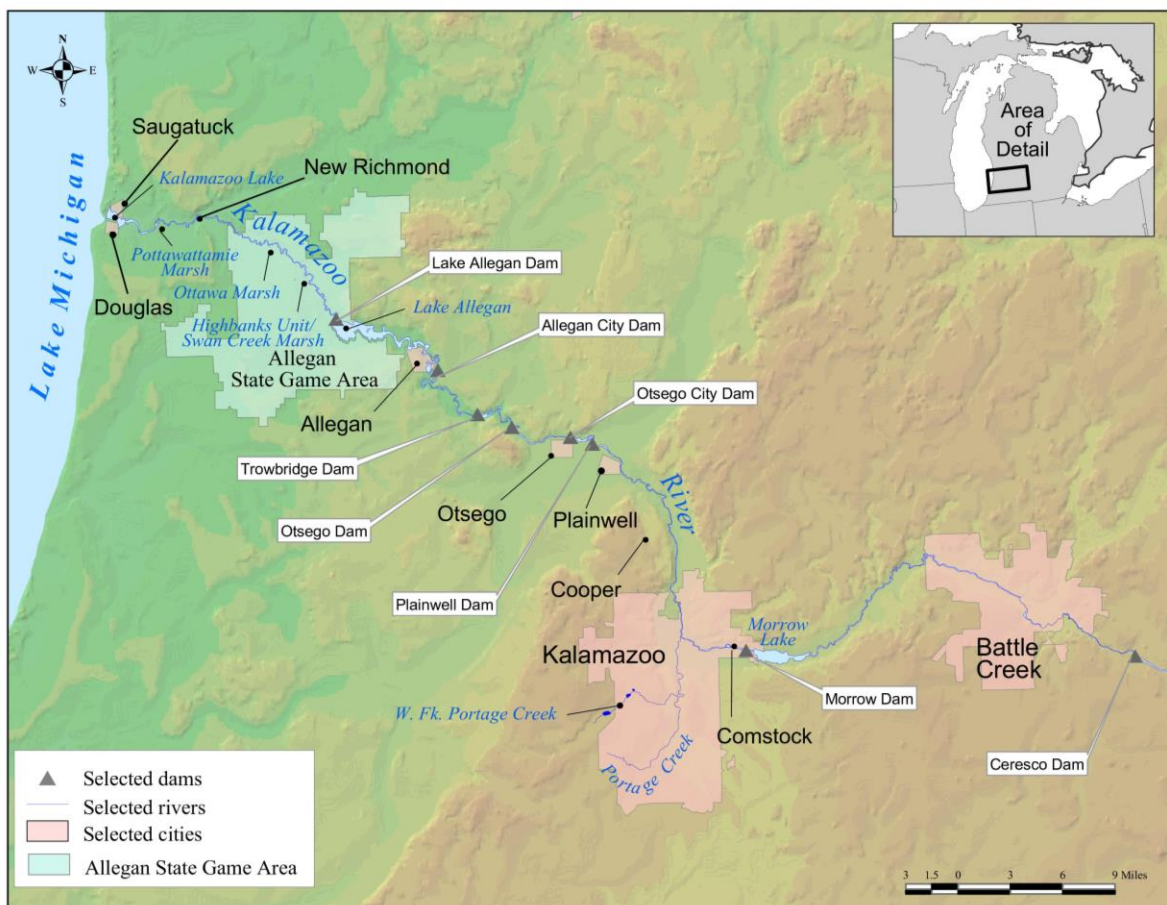 N
W E
S
Saugatuck
Kalamazoo Lake
New Richmond
Lake Michigan
Kalamazoo
Pottawattamie
Marsh
Douglas
Ottawa Marsh
Highbanks Unit/
Swan Creek Marsh
Lake Allegan Dam
Lake Allegan
Allegan City Dam
Allegan
State Game Area
Allegan
Otsego City Dam
Trowbridge Dam
Otsego Dam
Otsego
Plainwell
River
Cooper
Plainwell Dam
Kalamazoo
Morrow
Lake
Battle
Creek
Morrow Dam
W. Fk. Portage Creek
Comstock
Portage Creek
Ceresco Dam
Area
of
Detail
Selected dams
Selected rivers
Selected cities
Allegan State Game Area
3 1.5 0 3 6 9 Miles